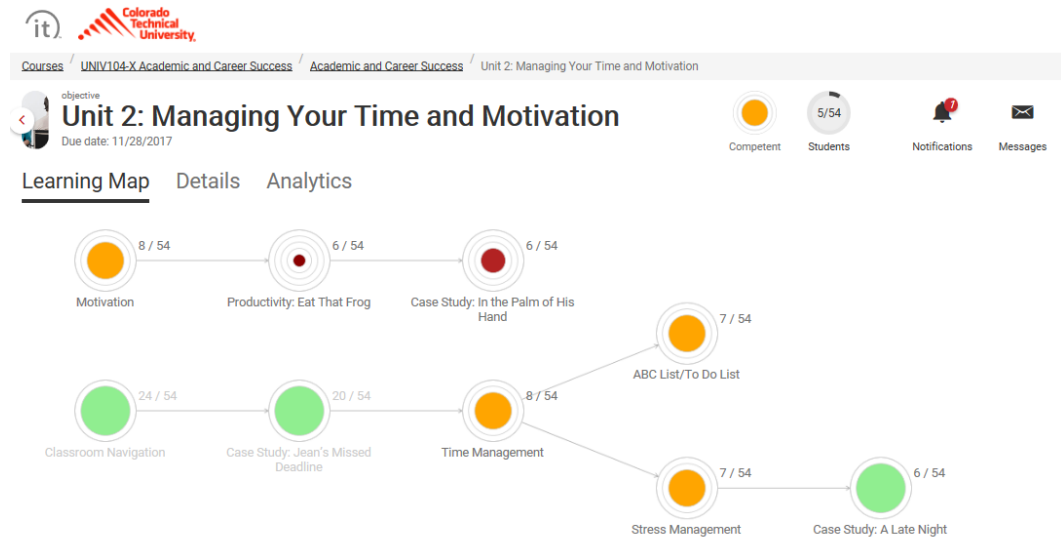 it
Colorado
Technical
University
Courses / UNIV104-X Academic and Career Success / Academic and Career Success / Unit 2: Managing Your Time and Motivation
objective
Unit 2: Managing Your Time and Motivation
Due date: 11/28/2017
Competent
5/54
Students
7
Notifications
Messages
Learning Map Details Analytics
8 / 54
Motivation
6 / 54
Productivity: Eat That Frog
6 / 54
Case Study: In the Palm of His
Hand
7 / 54
ABC List/To Do List
24 / 54
Classroom Navigation
20 / 54
Case Study: Jean's Missed
Deadline
8 / 54
Time Management
7 / 54
Stress Management
6 / 54
Case Study: A Late Night